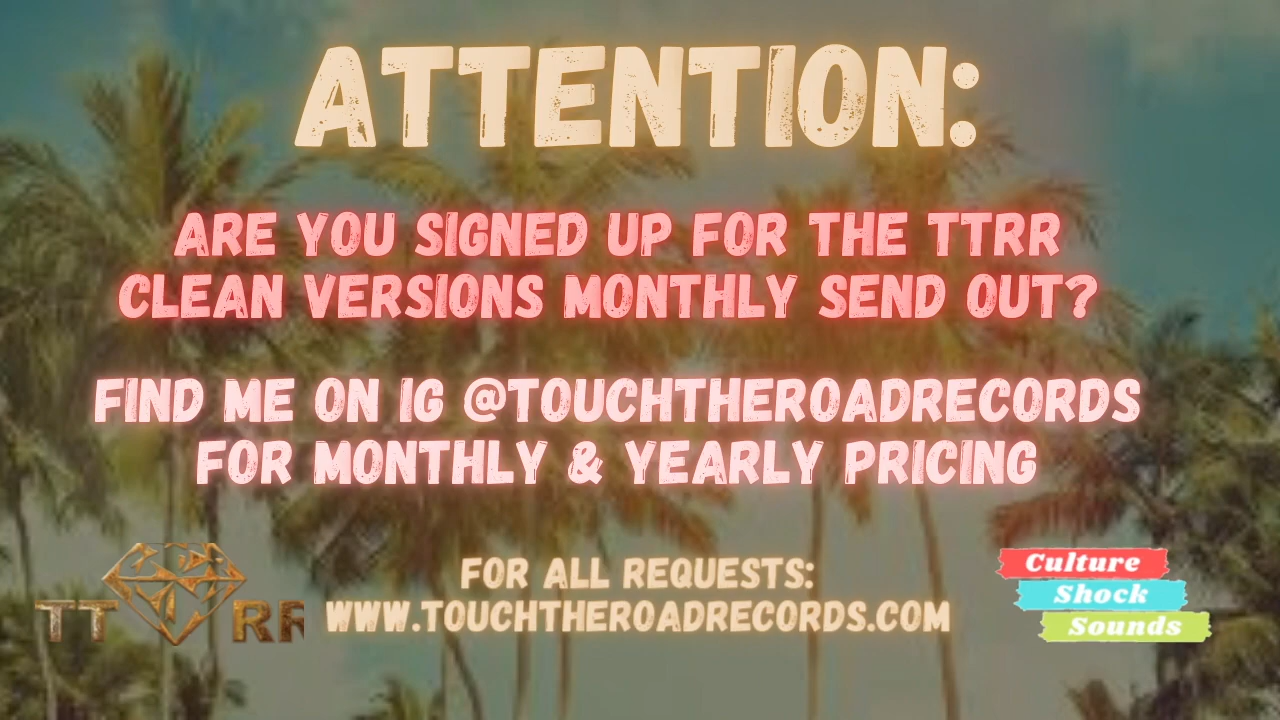 ATTENTION:
ARE YOU SIGNED UP FOR THE TTRR
CLEAN VERSIONS MONTHLY SEND OUT?
FIND ME ON IG @TOUCHTHEROADRECORDS
FOR MONTHLY & YEARLY PRICING
FOR ALL REQUESTS:
WWW.TOUCHTHEROADRECORDS.COM
TT RR
Culture
Shock
Sounds